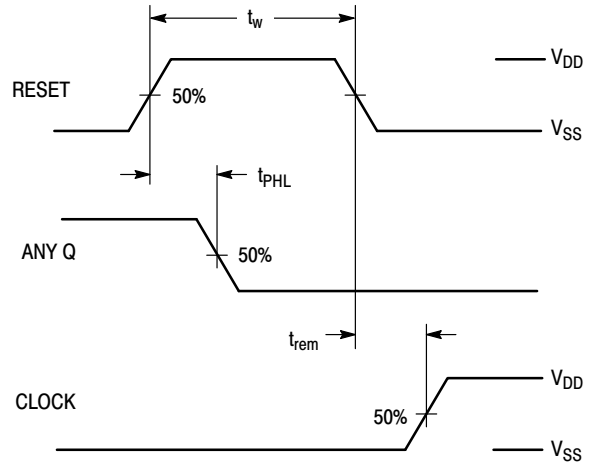 tw
VDD
RESET
50%
VSS
tPHL
ANY Q
50%
trem
VDD
CLOCK
50%
VSS